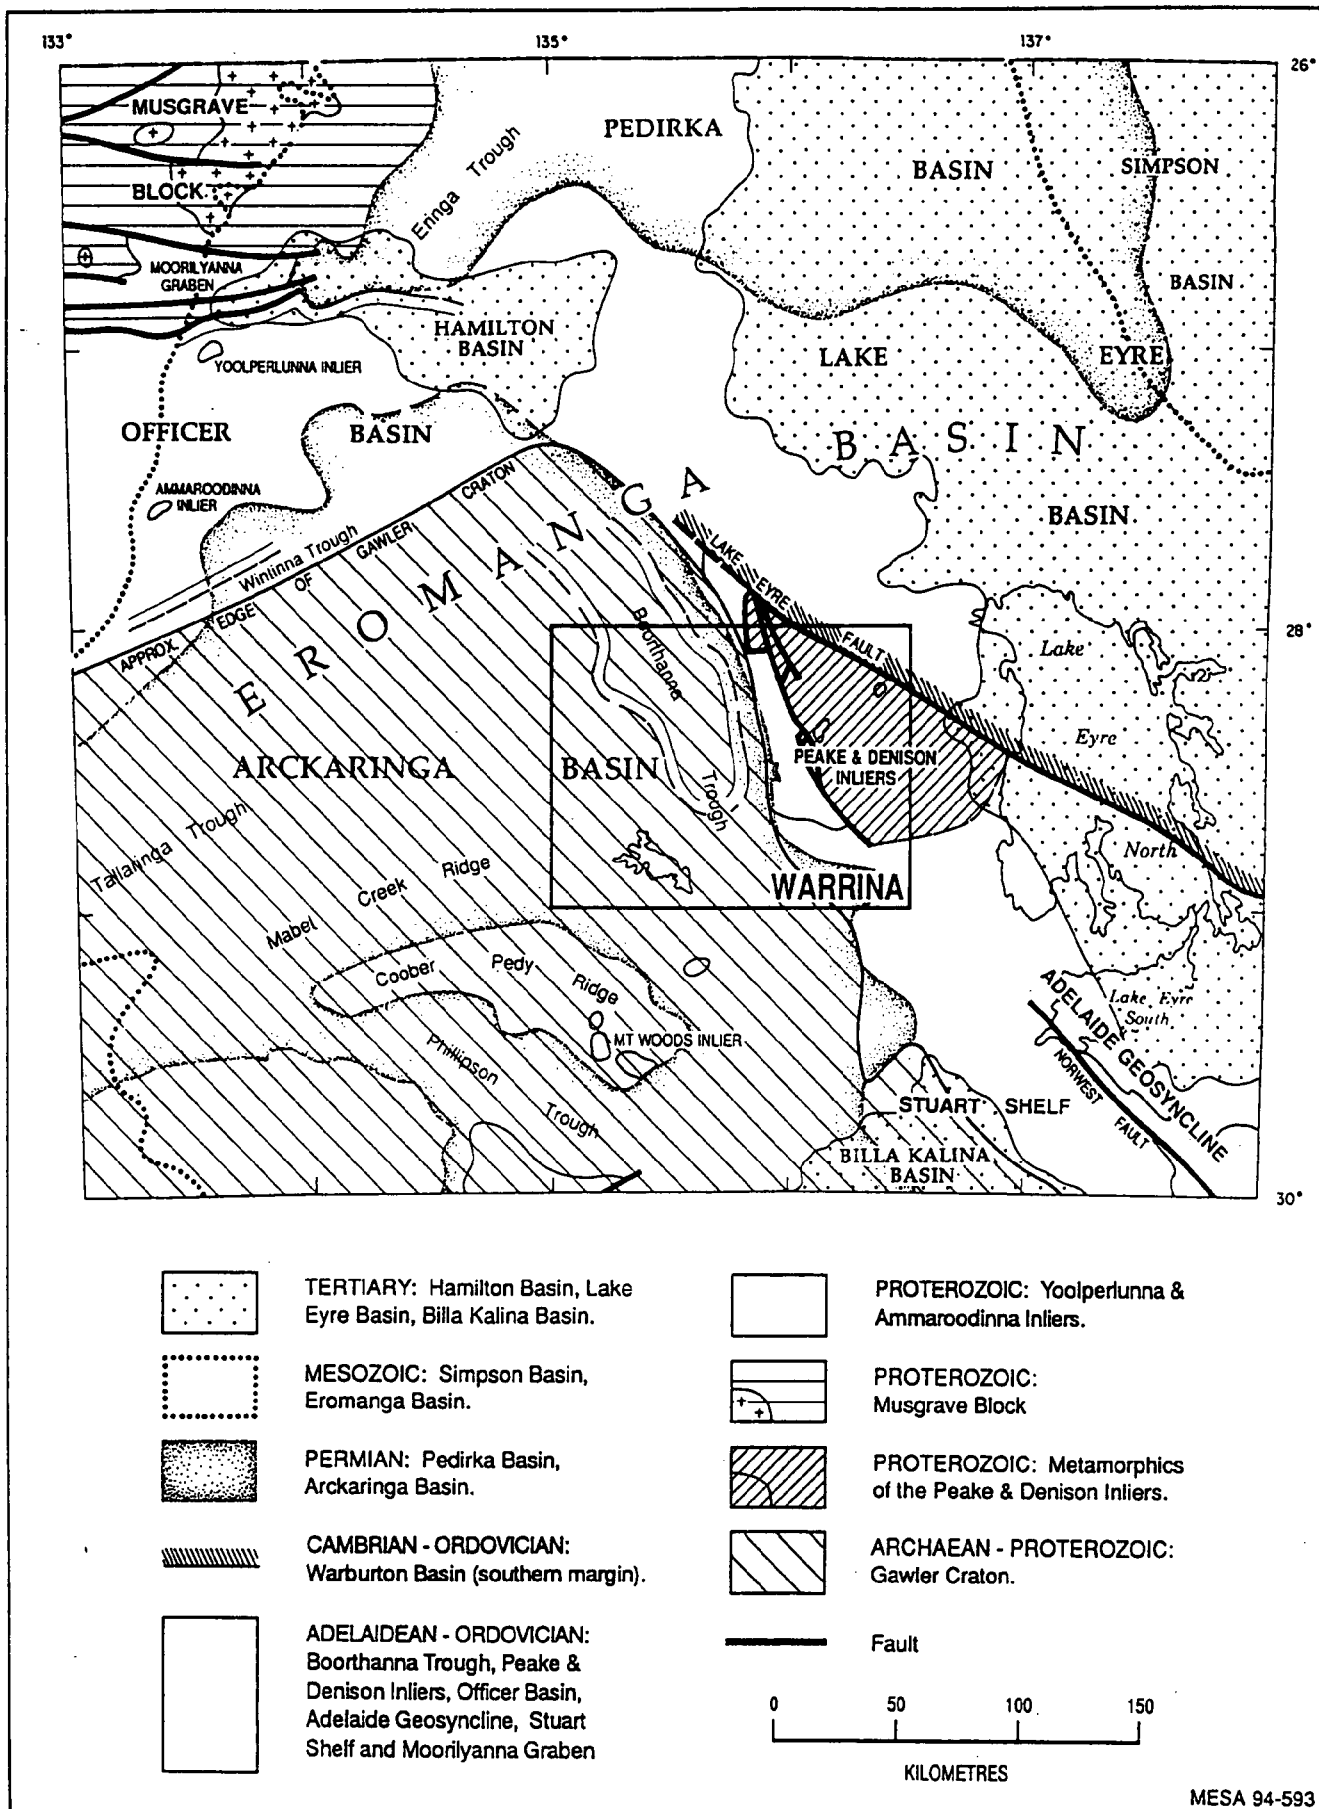 133°
135°
137°
26°
MUSGRAVE
BLOCK
MOORILYANNA
GRABEN
YOOLPERLUNNA INLIER
Ennga Trough
PEDIRKA
BASIN
SIMPSON
BASIN
HAMILTON
BASIN
LAKE
EYRE
OFFICER
BASIN
BASIN
BASIN
AMMAROODINNA
INLIER
Wintinna Trough
APPROX. EDGE OF GAWLER CRATON
EROMANGA
LAKE EYRE FAULT
28°
Boorthanna
Trough
Lake
Eyre
North
ARCKARINGA
BASIN
PEAKE & DENISON
INLIERS
Tallaringa Trough
Mabel Creek Ridge
WARRINA
Coober Pedy Ridge
MT WOODS INLIER
Lake Eyre
South
ADELAIDE GEOSYNCLINE
NORWEST FAULT
Phillipson
Trough
STUART SHELF
BILLA KALINA
BASIN
30°
TERTIARY: Hamilton Basin, Lake
Eyre Basin, Billa Kalina Basin.
MESOZOIC: Simpson Basin,
Eromanga Basin.
PERMIAN: Pedirka Basin,
Arckaringa Basin.
CAMBRIAN - ORDOVICIAN:
Warburton Basin (southern margin).
ADELAIDEAN - ORDOVICIAN:
Boorthanna Trough, Peake &
Denison Inliers, Officer Basin,
Adelaide Geosyncline, Stuart
Shelf and Moorilyanna Graben
PROTEROZOIC: Yoolperlunna &
Ammaroodinna Inliers.
PROTEROZOIC:
Musgrave Block
PROTEROZOIC: Metamorphics
of the Peake & Denison Inliers.
ARCHAEAN - PROTEROZOIC:
Gawler Craton.
Fault
0 50 100 150
KILOMETRES
MESA 94-593